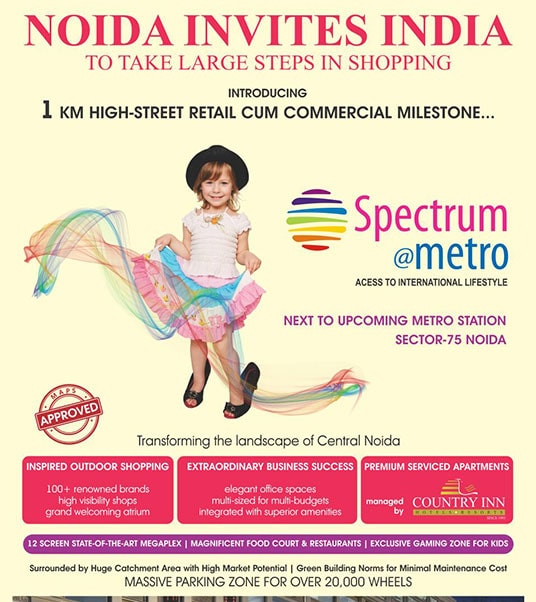 NOIDA INVITES INDIA
TO TAKE LARGE STEPS IN SHOPPING
INTRODUCING
1 KM HIGH-STREET RETAIL CUM COMMERCIAL MILESTONE...
Spectrum
@metro
ACESS TO INTERNATIONAL LIFESTYLE
NEXT TO UPCOMING METRO STATION
SECTOR-75 NOIDA
MAPS
APPROVED
Transforming the landscape of Central Noida
INSPIRED OUTDOOR SHOPPING
100+ renowned brands
high visibility shops
grand welcoming atrium
EXTRAORDINARY BUSINESS SUCCESS
elegant office spaces
multi-sized for multi-budgets
integrated with superior amenities
PREMIUM SERVICED APARTMENTS
managed
by
COUNTRY INN
HOTELS & RESORTS
12 SCREEN STATE-OF-THE-ART MEGAPLEX | MAGNIFICENT FOOD COURT & RESTAURANTS | EXCLUSIVE GAMING ZONE FOR KIDS
Surrounded by Huge Catchment Area with High Market Potential | Green Building Norms for Minimal Maintenance Cost
MASSIVE PARKING ZONE FOR OVER 20,000 WHEELS